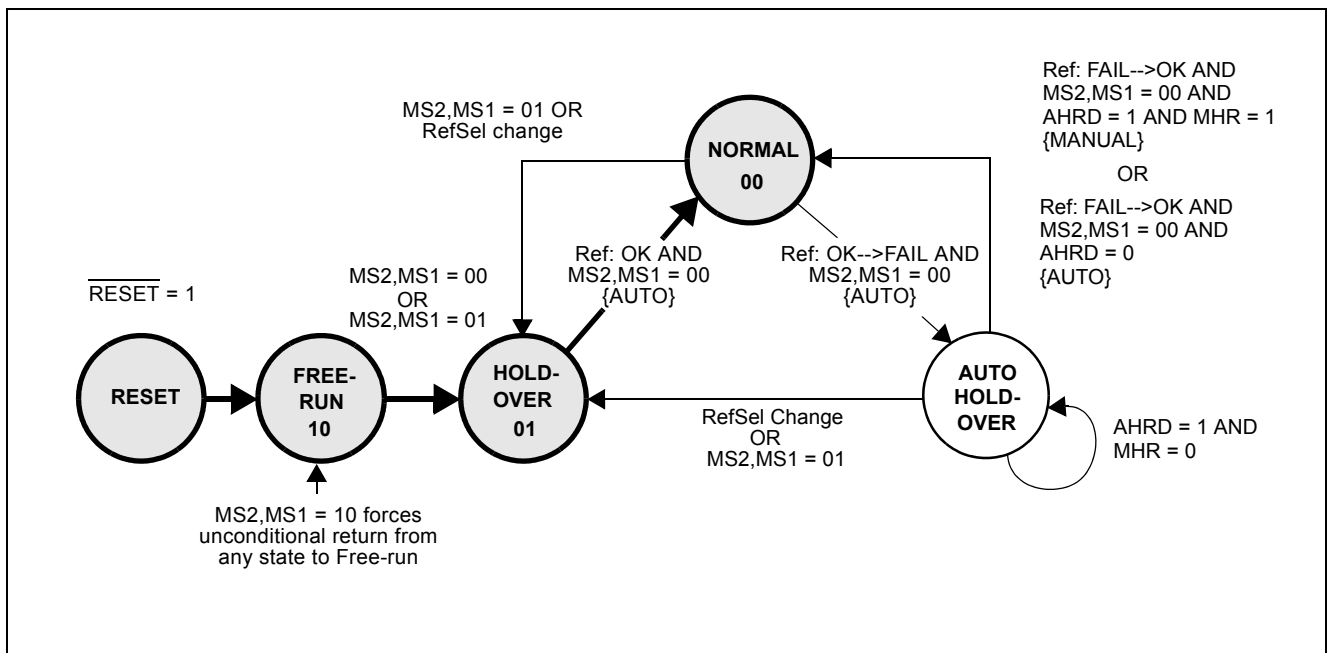 Ref: FAIL-->OK AND
MS2,MS1 = 00 AND
AHRD = 1 AND MHR = 1
{MANUAL}
OR
Ref: FAIL-->OK AND
MS2,MS1 = 00 AND
AHRD = 0
{AUTO}
MS2,MS1 = 01 OR
RefSel change
NORMAL
00
Ref: OK AND
MS2,MS1 = 00
{AUTO}
Ref: OK-->FAIL AND
MS2,MS1 = 00
{AUTO}
RESET = 1
MS2,MS1 = 00
OR
MS2,MS1 = 01
RESET
FREE-
RUN
10
HOLD-
OVER
01
AUTO
HOLD-
OVER
RefSel Change
OR
MS2,MS1 = 01
AHRD = 1 AND
MHR = 0
MS2,MS1 = 10 forces
unconditional return from
any state to Free-run